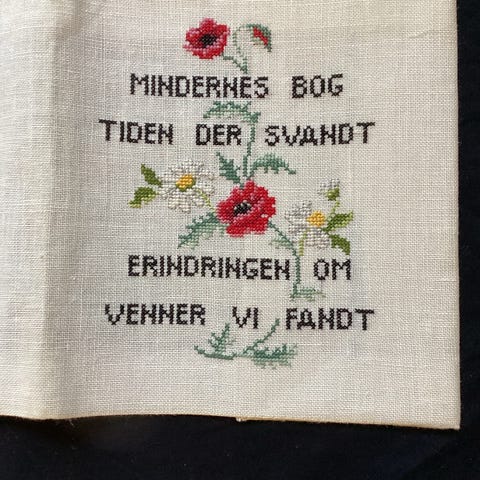 MINDERNES BOG
TIDEN DER SVANDT
ERINDRINGEN OM
VENNER VI FANDT